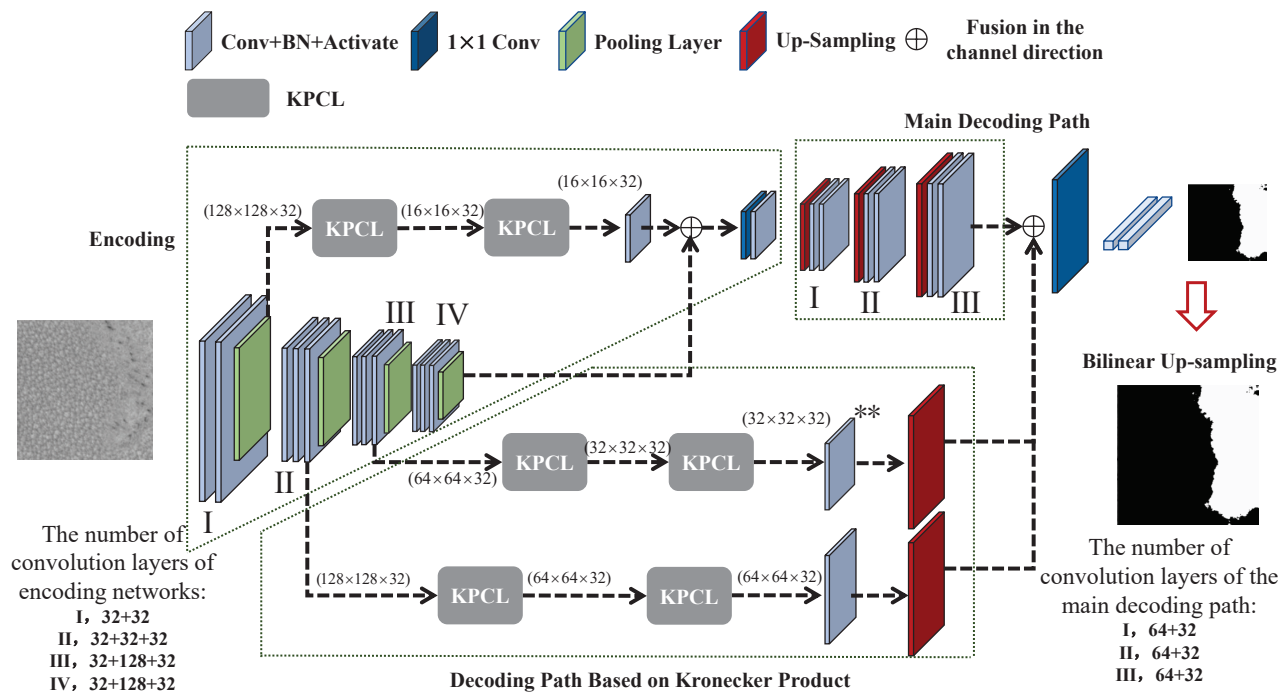 Conv+BN+Activate
1×1 Conv
Pooling Layer
Up-Sampling
Fusion in the
channel direction
KPCL
Main Decoding Path
Encoding
(128×128×32)
KPCL
(16×16×32)
KPCL
(16×16×32)
I
II
III
I
II
III
IV
Bilinear Up-sampling
(64×64×32)
KPCL
(32×32×32)
KPCL
(32×32×32)
**
(128×128×32)
KPCL
(64×64×32)
KPCL
(64×64×32)
The number of
convolution layers of
encoding networks:
I, 32+32
II, 32+32+32
III, 32+128+32
IV, 32+128+32
The number of
convolution layers of the
main decoding path:
I, 64+32
II, 64+32
III, 64+32
Decoding Path Based on Kronecker Product